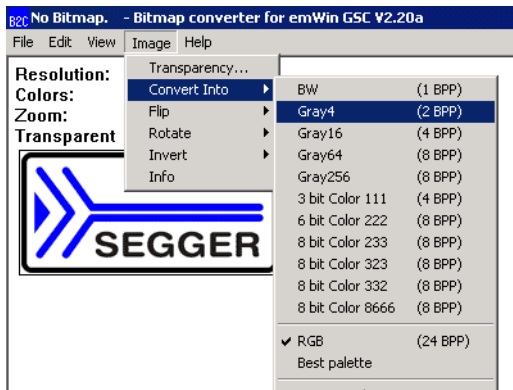 B2C No Bitmap. - Bitmap converter for emWin GSC V2.20a
File Edit View Image Help
Resolution:
Colors:
Zoom:
Transparent
SEGGER
Transparency...
Convert Into
Flip
Rotate
Invert
Info
BW (1 BPP)
Gray4 (2 BPP)
Gray16 (4 BPP)
Gray64 (8 BPP)
Gray256 (8 BPP)
3 bit Color 111 (4 BPP)
6 bit Color 222 (8 BPP)
8 bit Color 233 (8 BPP)
8 bit Color 323 (8 BPP)
8 bit Color 332 (8 BPP)
8 bit Color 8666 (8 BPP)
RGB (24 BPP)
Best palette